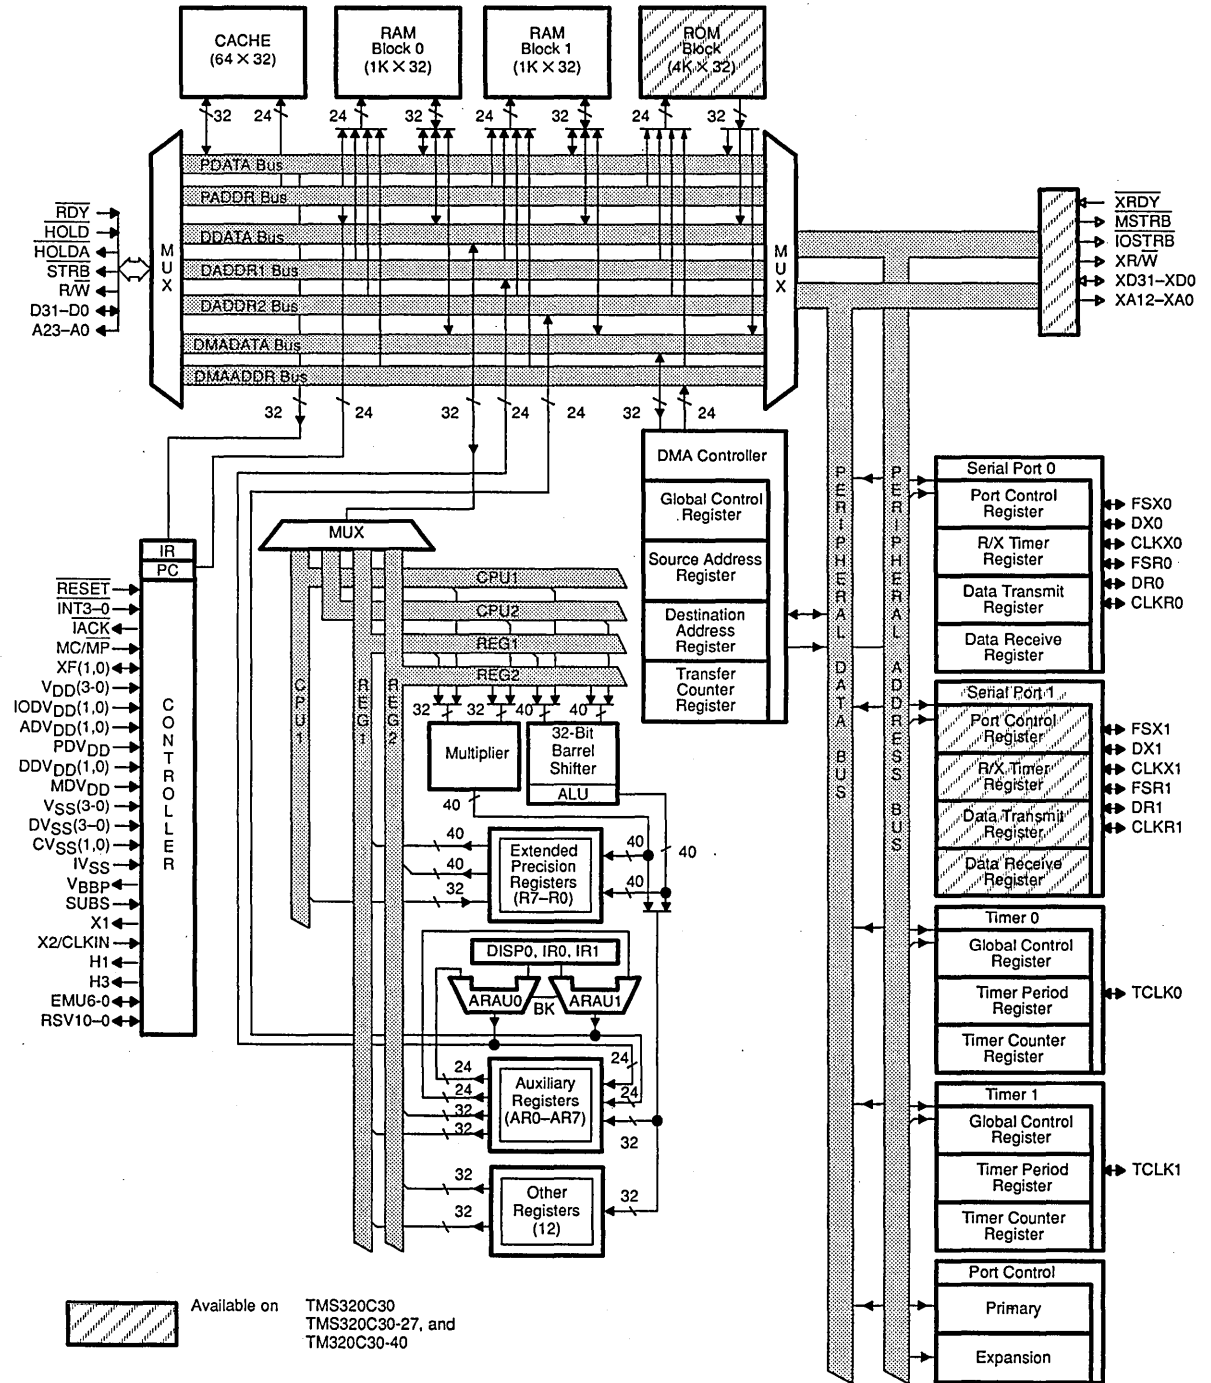 CACHE
(64 X 32)
RAM
Block 0
(1K X 32)
RAM
Block 1
(1K X 32)
ROM
Block
(4K X 32)
32
24
24
32
24
32
24
32
PDATA Bus
PADDR Bus
DDATA Bus
DADDR1 Bus
DADDR2 Bus
DMADATA Bus
DMAADDR Bus
MUX
MUX
RDY
HOLD
HOLDA
STRB
R/W
D31–D0
A23–A0
XRDY
MSTRB
IOSTRB
XR/W
XD31–XD0
XA12–XA0
32
24
32
24
24
32
24
DMA Controller
Global Control
Register
Source Address
Register
Destination
Address
Register
Transfer
Counter
Register
PERIPHERAL DATA BUS
PERIPHERAL ADDRESS BUS
IR
PC
CONTROLLER
RESET
INT3–0
IACK
MC/MP
XF(1,0)
VDD(3-0)
IODVDD(1,0)
ADVDD(1,0)
PDVDD
DDVDD(1,0)
MDVDD
VSS(3-0)
DVSS(3–0)
CVSS(1,0)
IVSS
VBBP
SUBS
X1
X2/CLKIN
H1
H3
EMU6-0
RSV10–0
MUX
CPU1
CPU2
REG1
REG2
CPU1
REG1
REG2
32
32
40
40
Multiplier
32-Bit
Barrel
Shifter
ALU
40
40
40
40
32
Extended
Precision
Registers
(R7–R0)
40
40
40
DISP0, IR0, IR1
ARAU0
BK
ARAU1
24
24
32
32
Auxiliary
Registers
(AR0–AR7)
24
24
32
32
32
Other
Registers
(12)
32
Serial Port 0
Port Control
Register
R/X Timer
Register
Data Transmit
Register
Data Receive
Register
FSX0
DX0
CLKX0
FSR0
DR0
CLKR0
Serial Port 1
Port Control
Register
R/X Timer
Register
Data Transmit
Register
Data Receive
Register
FSX1
DX1
CLKX1
FSR1
DR1
CLKR1
Timer 0
Global Control
Register
Timer Period
Register
Timer Counter
Register
TCLK0
Timer 1
Global Control
Register
Timer Period
Register
Timer Counter
Register
TCLK1
Port Control
Primary
Expansion
Available on TMS320C30
TMS320C30-27, and
TM320C30-40